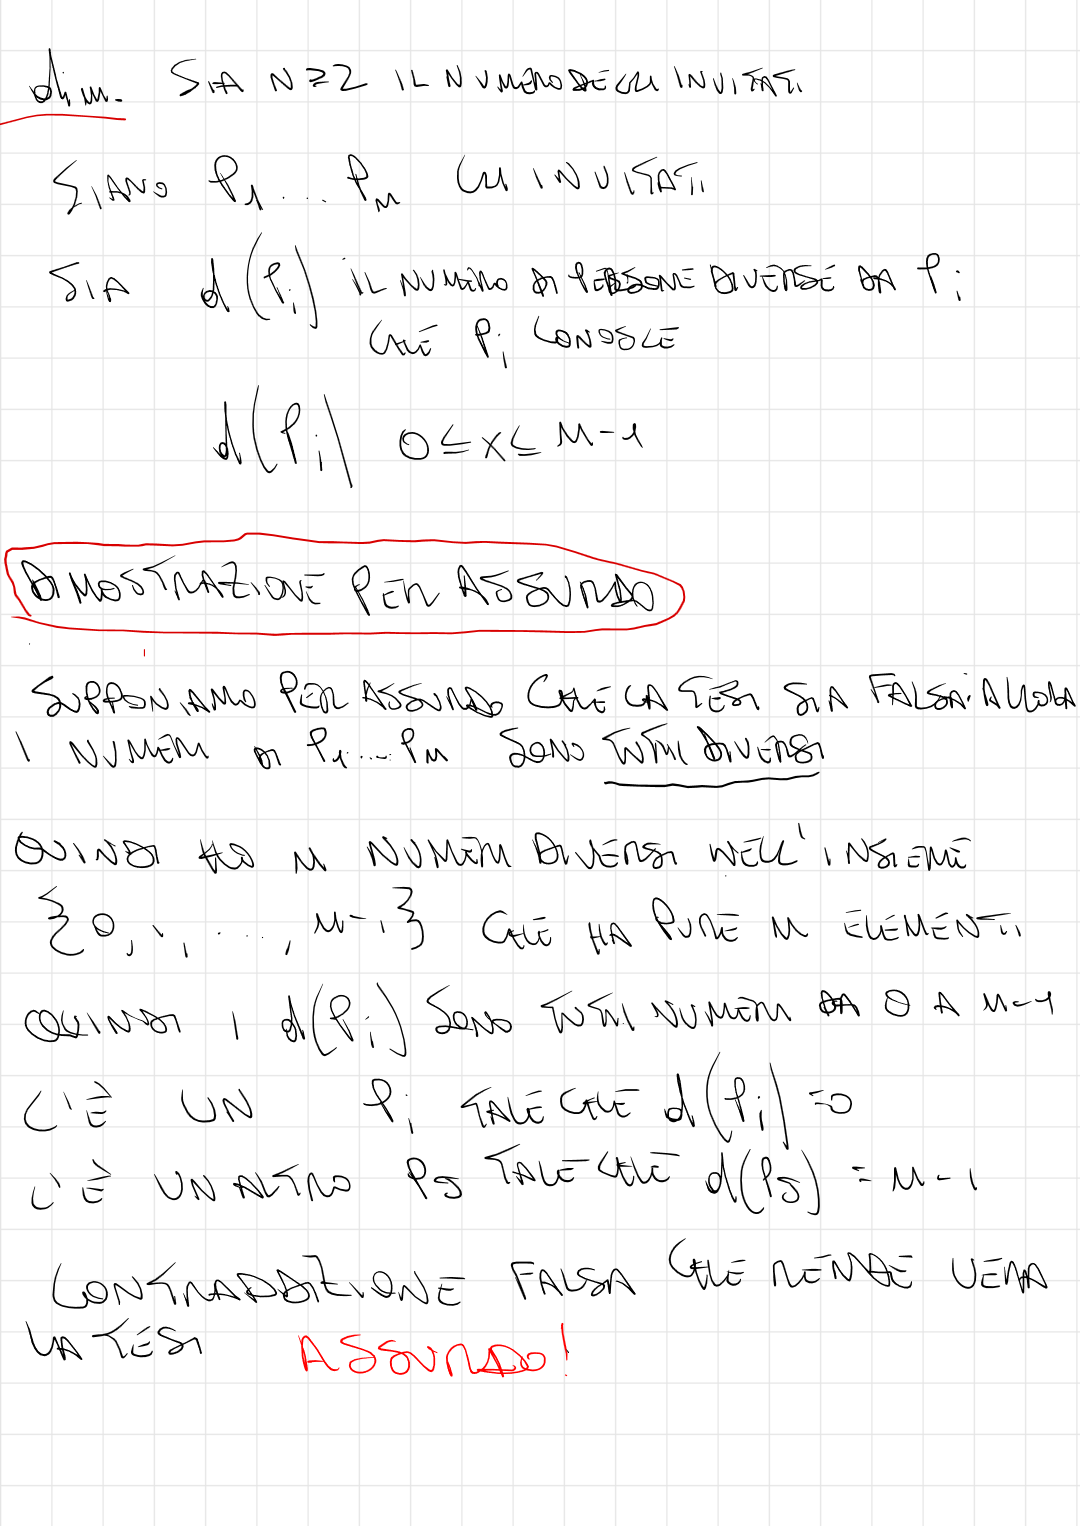 dim. SIA N ≥ 2 IL NUMERO DEGLI INVITATI
SIANO P1 ... Pn GLI INVITATI
SIA d(Pi) IL NUMERO DI PERSONE DIVERSE DA Pi
CHE Pi CONOSCE
d(Pi) 0 ≤ x ≤ n-1
DIMOSTRAZIONE PER ASSURDO
SUPPONIAMO PER ASSURDO CHE LA TESI SIA FALSA: ALLORA
I NUMERI DI P1 ... Pn SONO TUTTI DIVERSI
QUINDI HO n NUMERI DIVERSI NELL'INSIEME
{0, 1, ..., n-1} CHE HA PURE n ELEMENTI
QUINDI I d(Pi) SONO TUTTI NUMERI DA 0 A n-1
C'È UN Pi TALE CHE d(Pi) = 0
C'È UN ALTRO PJ TALE CHE d(PJ) = n-1
CONTRADDIZIONE FALSA CHE RENDE VERA
LA TESI ASSURDO!